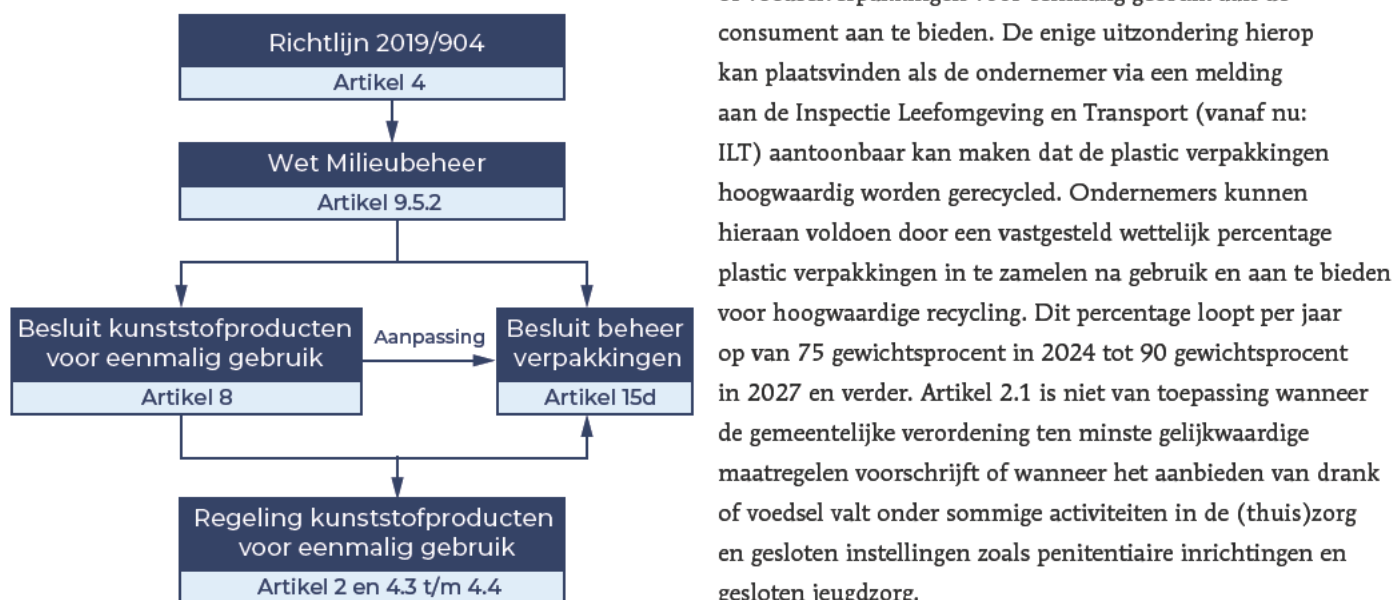 Richtlijn 2019/904
Artikel 4
Wet Milieubeheer
Artikel 9.5.2
Besluit kunststofproducten
voor eenmalig gebruik
Artikel 8
Aanpassing
Besluit beheer
verpakkingen
Artikel 15d
Regeling kunststofproducten
voor eenmalig gebruik
Artikel 2 en 4.3 t/m 4.4
consument aan te bieden. De enige uitzondering hierop
kan plaatsvinden als de ondernemer via een melding
aan de Inspectie Leefomgeving en Transport (vanaf nu:
ILT) aantoonbaar kan maken dat de plastic verpakkingen
hoogwaardig worden gerecycled. Ondernemers kunnen
hieraan voldoen door een vastgesteld wettelijk percentage
plastic verpakkingen in te zamelen na gebruik en aan te bieden
voor hoogwaardige recycling. Dit percentage loopt per jaar
op van 75 gewichtsprocent in 2024 tot 90 gewichtsprocent
in 2027 en verder. Artikel 2.1 is niet van toepassing wanneer
de gemeentelijke verordening ten minste gelijkwaardige
maatregelen voorschrijft of wanneer het aanbieden van drank
of voedsel valt onder sommige activiteiten in de (thuis)zorg
en gesloten instellingen zoals penitentiaire inrichtingen en
gesloten jeugdzorg.